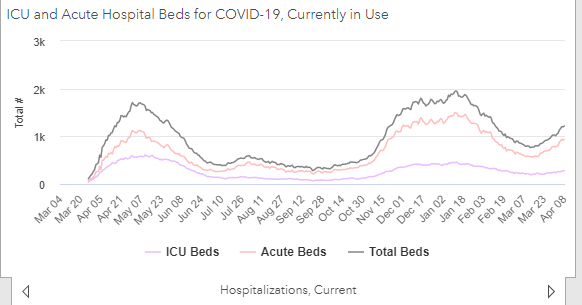 ICU and Acute Hospital Beds for COVID-19, Currently in Use
3k
2k
1k
0
Total #
Mar 04
Mar 20
Apr 05
Apr 21
May 07
May 23
Jun 08
Jun 24
Jul 10
Jul 26
Aug 11
Aug 27
Sep 12
Sep 28
Oct 14
Oct 30
Nov 15
Dec 01
Dec 17
Jan 02
Jan 18
Feb 03
Feb 19
Mar 07
Mar 23
Apr 08
ICU Beds Acute Beds Total Beds
Hospitalizations, Current